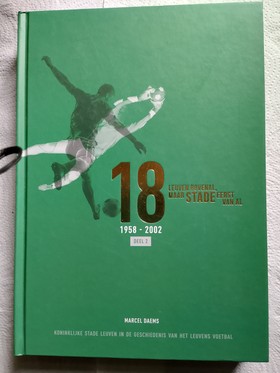 18
LEUVEN BOVENAL,
MAAR STADE EERST
VAN AL
1958 - 2002
DEEL 2
MARCEL DAEMS
KONINKLIJKE STADE LEUVEN IN DE GESCHIEDENIS VAN HET LEUVENS VOETBAL